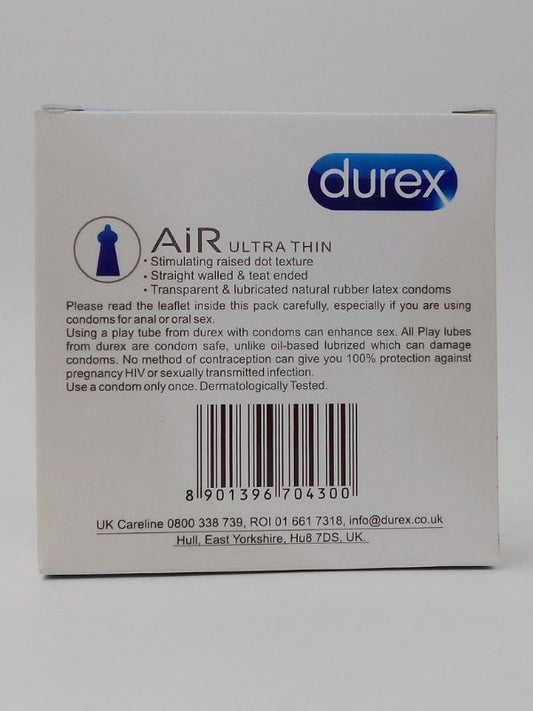 durex
AiR ULTRA THIN
• Stimulating raised dot texture
• Straight walled & teat ended
• Transparent & lubricated natural rubber latex condoms
Please read the leaflet inside this pack carefully, especially if you are using
condoms for anal or oral sex.
Using a play tube from durex with condoms can enhance sex. All Play lubes
from durex are condom safe, unlike oil-based lubrized which can damage
condoms. No method of contraception can give you 100% protection against
pregnancy HIV or sexually transmitted infection.
Use a condom only once. Dermatologically Tested.
8 901396 704300
UK Careline 0800 338 739, ROI 01 661 7318, info@durex.co.uk
Hull, East Yorkshire, Hu8 7DS, UK.